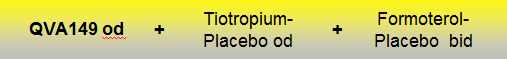 QVA149 od + Tiotropium- + Formoterol-
Placebo od Placebo bid